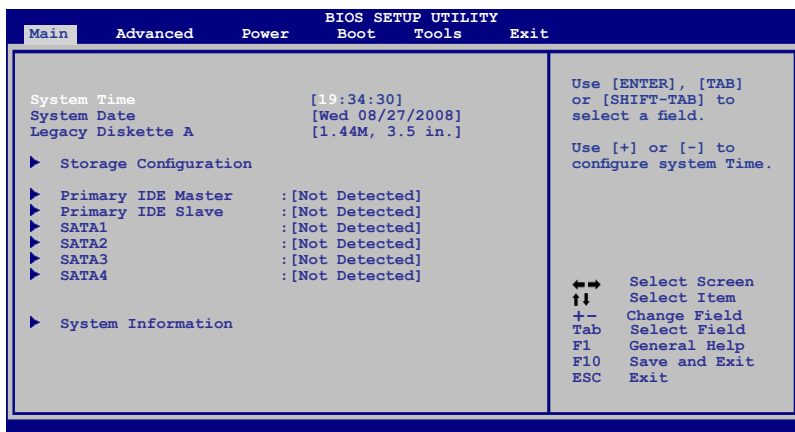 BIOS SETUP UTILITY
Main Advanced Power Boot Tools Exit
System Time [19:34:30]
System Date [Wed 08/27/2008]
Legacy Diskette A [1.44M, 3.5 in.]
Storage Configuration
Primary IDE Master :[Not Detected]
Primary IDE Slave :[Not Detected]
SATA1 :[Not Detected]
SATA2 :[Not Detected]
SATA3 :[Not Detected]
SATA4 :[Not Detected]
System Information
Use [ENTER], [TAB]
or [SHIFT-TAB] to
select a field.
Use [+] or [-] to
configure system Time.
←→ Select Screen
↑↓ Select Item
+- Change Field
Tab Select Field
F1 General Help
F10 Save and Exit
ESC Exit